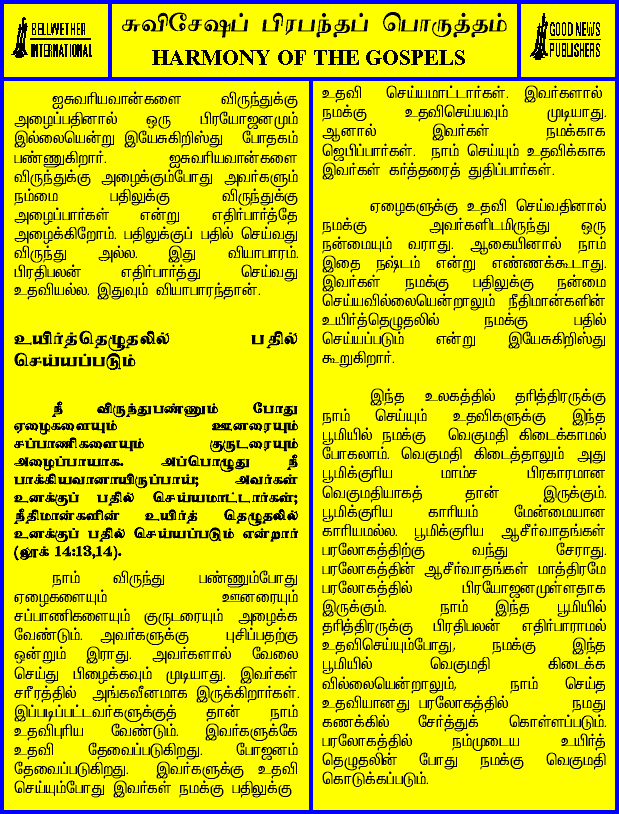 BELLWETHER
INTERNATIONAL
சுவிசேஷப் பிரபந்தப் பொருத்தம்
HARMONY OF THE GOSPELS
GOOD NEWS
PUBLISHERS
ஐசுவரியவான்களை விருந்துக்கு
அழைப்பதினால் ஒரு பிரயோஜனமும்
இல்லையென்று இயேசுகிறிஸ்து போதகம்
பண்ணுகிறார். ஐசுவரியவான்களை
விருந்துக்கு அழைக்கும்போது அவர்களும்
நம்மை பதிலுக்கு விருந்துக்கு
அழைப்பார்கள் என்று எதிர்பார்த்தே
அழைக்கிறோம். பதிலுக்குப் பதில் செய்வது
விருந்து அல்ல. இது வியாபாரம்.
பிரதிபலன் எதிர்பார்த்து செய்வது
உதவியல்ல. இதுவும் வியாபாரந்தான்.
உயிர்த்தெழுதலில் பதில்
செய்யப்படும்
நீ விருந்துபண்ணும் போது
ஏழைகளையும் ஊனரையும்
சப்பாணிகளையும் குருடரையும்
அழைப்பாயாக. அப்பொழுது நீ
பாக்கியவானாயிருப்பாய்; அவர்கள்
உனக்குப் பதில் செய்யமாட்டார்கள்;
நீதிமான்களின் உயிர்த் தெழுதலில்
உனக்குப் பதில் செய்யப்படும் என்றார்
(லூக் 14:13,14).
நாம் விருந்து பண்ணும்போது
ஏழைகளையும் ஊனரையும்
சப்பாணிகளையும் குருடரையும் அழைக்க
வேண்டும். அவர்களுக்கு புசிப்பதற்கு
ஒன்றும் இராது. அவர்களால் வேலை
செய்து பிழைக்கவும் முடியாது. இவர்கள்
சரீரத்தில் அங்கவீனமாக இருக்கிறார்கள்.
இப்படிப்பட்டவர்களுக்குத் தான் நாம்
உதவிபுரிய வேண்டும். இவர்களுக்கே
உதவி தேவைப்படுகிறது. போஜனம்
தேவைப்படுகிறது. இவர்களுக்கு உதவி
செய்யும்போது இவர்கள் நமக்கு பதிலுக்கு
உதவி செய்யமாட்டார்கள். இவர்களால்
நமக்கு உதவிசெய்யவும் முடியாது.
ஆனால் இவர்கள் நமக்காக
ஜெபிப்பார்கள். நாம் செய்யும் உதவிக்காக
இவர்கள் கர்த்தரைத் துதிப்பார்கள்.
ஏழைகளுக்கு உதவி செய்வதினால்
நமக்கு அவர்களிடமிருந்து ஒரு
நன்மையும் வராது. ஆகையினால் நாம்
இதை நஷ்டம் என்று எண்ணக்கூடாது.
இவர்கள் நமக்கு பதிலுக்கு நன்மை
செய்யவில்லையென்றாலும் நீதிமான்களின்
உயிர்த்தெழுதலில் நமக்கு பதில்
செய்யப்படும் என்று இயேசுகிறிஸ்து
கூறுகிறார்.
இந்த உலகத்தில் தரித்திரருக்கு
நாம் செய்யும் உதவிகளுக்கு இந்த
பூமியில் நமக்கு வெகுமதி கிடைக்காமல்
போகலாம். வெகுமதி கிடைத்தாலும் அது
பூமிக்குரிய மாம்ச பிரகாரமான
வெகுமதியாகத் தான் இருக்கும்.
பூமிக்குரிய காரியம் மேன்மையான
காரியமல்ல. பூமிக்குரிய ஆசீர்வாதங்கள்
பரலோகத்திற்கு வந்து சேராது.
பரலோகத்தின் ஆசீர்வாதங்கள் மாத்திரமே
பரலோகத்தில் பிரயோஜனமுள்ளதாக
இருக்கும். நாம் இந்த பூமியில்
தரித்திரருக்கு பிரதிபலன் எதிர்பாராமல்
உதவிசெய்யும்போது, நமக்கு இந்த
பூமியில் வெகுமதி கிடைக்க
வில்லையென்றாலும், நாம் செய்த
உதவியானது பரலோகத்தில் நமது
கணக்கில் சேர்த்துக் கொள்ளப்படும்.
பரலோகத்தில் நம்முடைய உயிர்த்
தெழுதலின் போது நமக்கு வெகுமதி
கொடுக்கப்படும்.